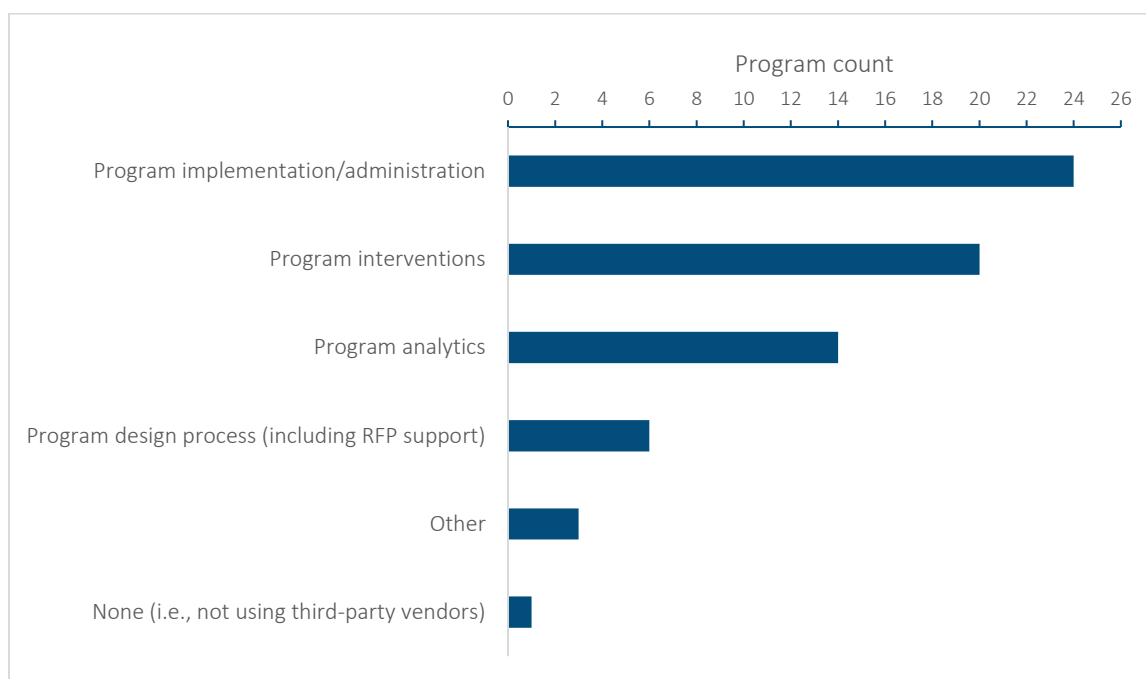 Program count
0 2 4 6 8 10 12 14 16 18 20 22 24 26
Program implementation/administration
Program interventions
Program analytics
Program design process (including RFP support)
Other
None (i.e., not using third-party vendors)